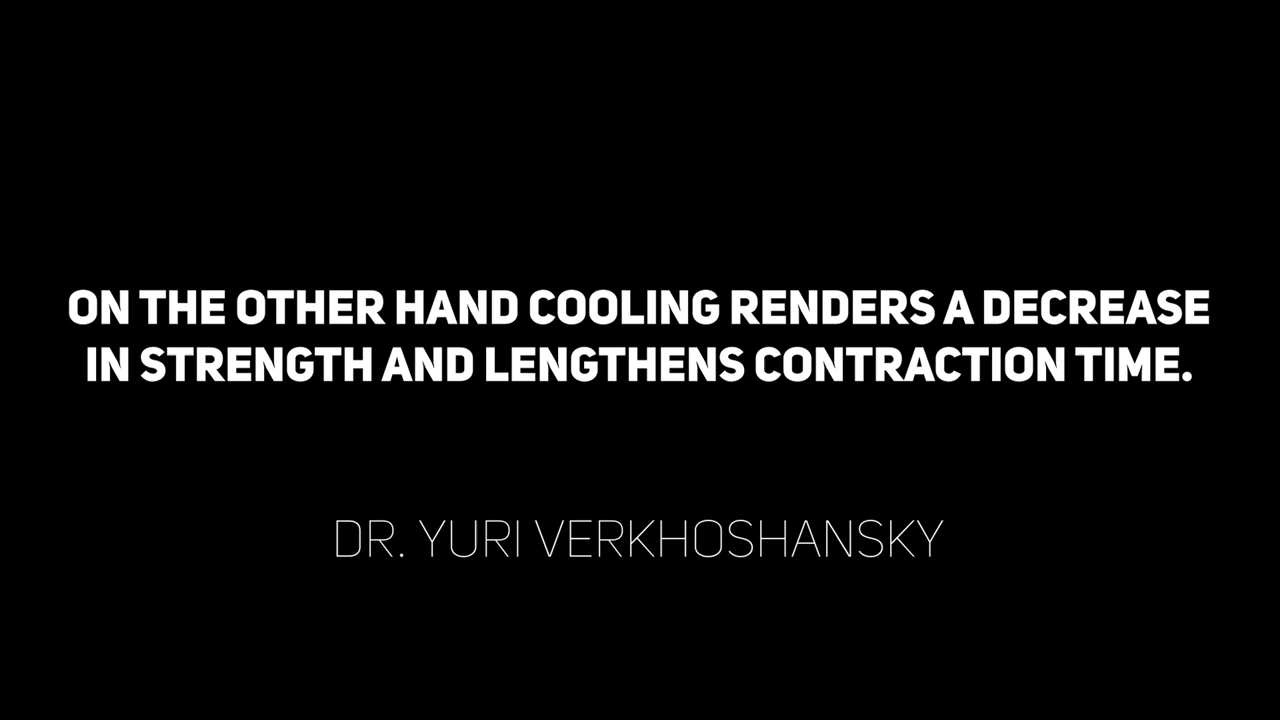 ON THE OTHER HAND COOLING RENDERS A DECREASE
IN STRENGTH AND LENGTHENS CONTRACTION TIME.
DR. YURI VERKHOSHANSKY